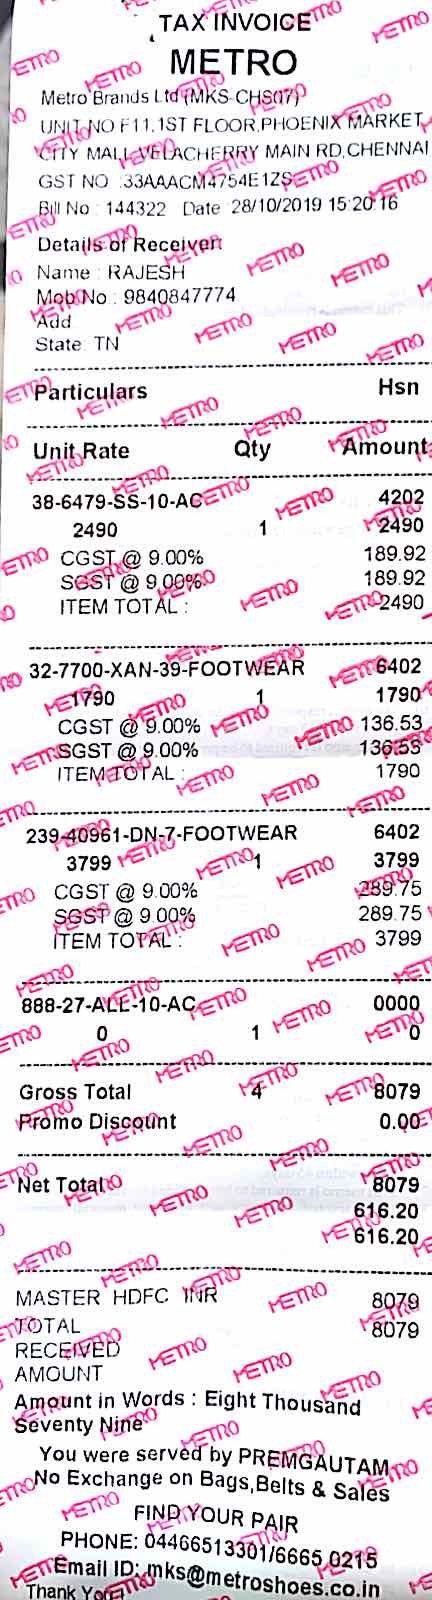 TAX INVOICE
METRO
Metro Brands Ltd (MKS-CHS07)
UNIT NO F11,1ST FLOOR,PHOENIX MARKET
CITY MALL,VELACHERRY MAIN RD,CHENNAI
GST NO :33AAACM4754E1ZS
Bill No : 144322 Date :28/10/2019 15:20:16
Details of Receiver:
Name : RAJESH
Mob No : 9840847774
Add
State: TN
Particulars Hsn
Unit Rate Qty Amount
38-6479-SS-10-AC 4202
2490 1 2490
CGST @ 9.00% 189.92
SGST @ 9.00% 189.92
ITEM TOTAL : 2490
32-7700-XAN-39-FOOTWEAR 6402
1790 1 1790
CGST @ 9.00% 136.53
SGST @ 9.00% 136.53
ITEM TOTAL : 1790
239-40961-DN-7-FOOTWEAR 6402
3799 1 3799
CGST @ 9.00% 289.75
SGST @ 9.00% 289.75
ITEM TOTAL : 3799
888-27-ALL-10-AC 0000
0 1 0
Gross Total 4 8079
Promo Discount 0.00
Net Total 8079
616.20
616.20
MASTER HDFC INR 8079
TOTAL 8079
RECEIVED
AMOUNT
Amount in Words : Eight Thousand
Seventy Nine
You were served by PREMGAUTAM
No Exchange on Bags,Belts & Sales
FIND YOUR PAIR
PHONE: 04466513301/6665 0215
Email ID: mks@metroshoes.co.in
Thank You !